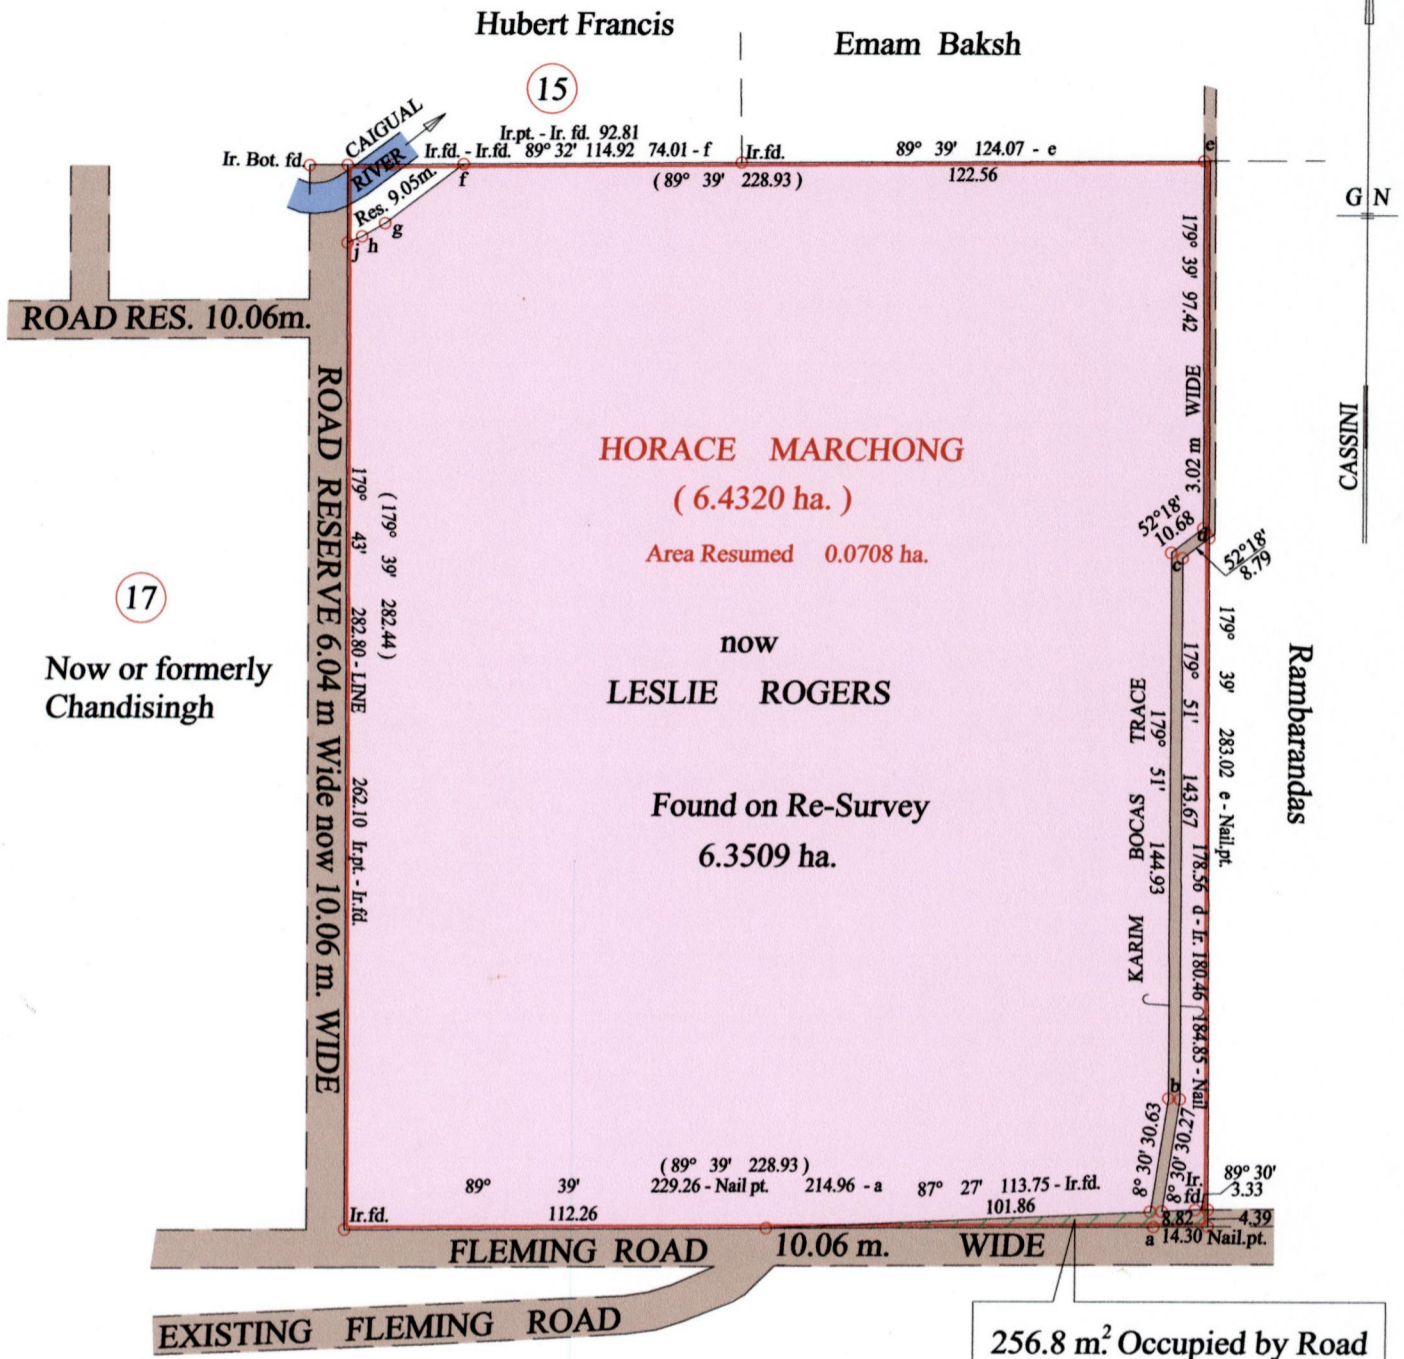 Hubert Francis
Emam Baksh
15
Ir.pt. - Ir. fd. 92.81
Ir. Bot. fd.
CAIGUAL
RIVER
Ir.fd. - Ir.fd. 89° 32' 114.92 74.01 - f
Ir.fd.
89° 39' 124.07 - e
e
f
( 89° 39' 228.93 )
122.56
Res. 9.05m.
g
h
j
G N
CASSINI
ROAD RES. 10.06m.
ROAD RESERVE 6.04 m Wide now 10.06 m. WIDE
179° 39' 97.42
3.02 m WIDE
HORACE MARCHONG
( 6.4320 ha. )
Area Resumed 0.0708 ha.
52°18'
10.68
d
c
52°18'
8.79
17
Now or formerly
Chandisingh
( 179° 39' 282.44 )
179° 43' 282.80 - LINE
262.10 Ir.pt. - Ir.fd.
now
LESLIE ROGERS
Found on Re-Survey
6.3509 ha.
Rambarandas
179° 39' 283.02 e - Nail.pt.
179° 51' 143.67
178.56 d - Ir. 180.46 184.85 - Nail
KARIM BOCAS TRACE
179° 51' 144.93
b
8° 30' 30.63
8° 30' 30.27
( 89° 39' 228.93 )
89° 39' 229.26 - Nail pt. 214.96 - a 87° 27' 113.75 - Ir.fd.
Ir.fd.
112.26
101.86
Ir.
fd.
89° 30'
3.33
8.82
4.39
a 14.30 Nail.pt.
FLEMING ROAD 10.06 m. WIDE
EXISTING FLEMING ROAD
256.8 m.² Occupied by Road